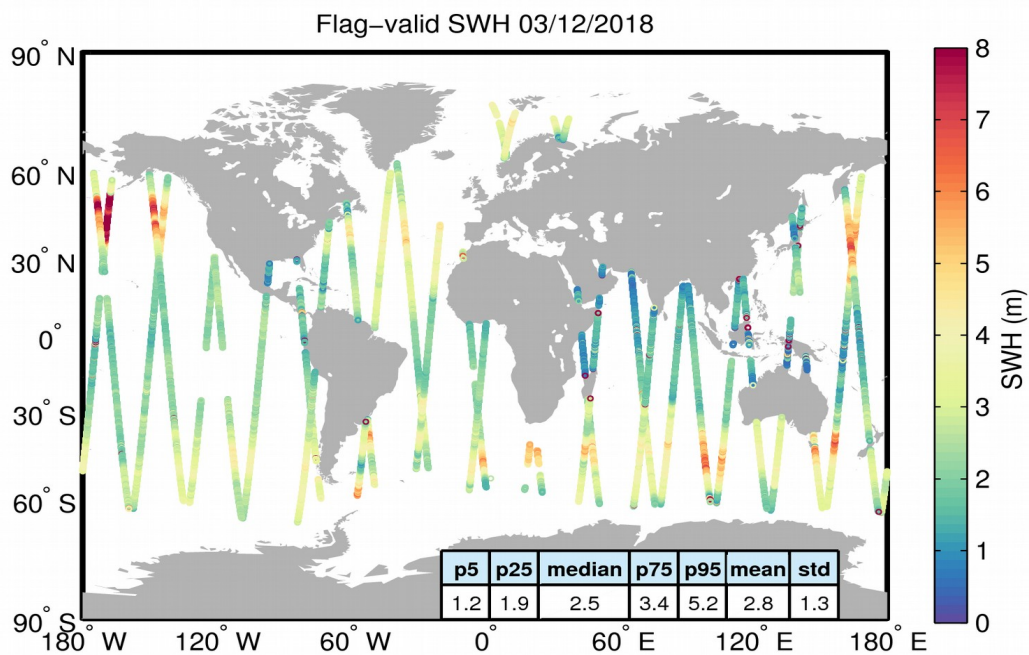 Flag−valid SWH 03/12/2018
90° N
60° N
30° N
0°
30° S
60° S
90° S
180° W
120° W
60° W
0°
60° E
120° E
180° E
8
7
6
5
4
3
2
1
0
SWH (m)
p5 p25 median p75 p95 mean std
1.2 1.9 2.5 3.4 5.2 2.8 1.3